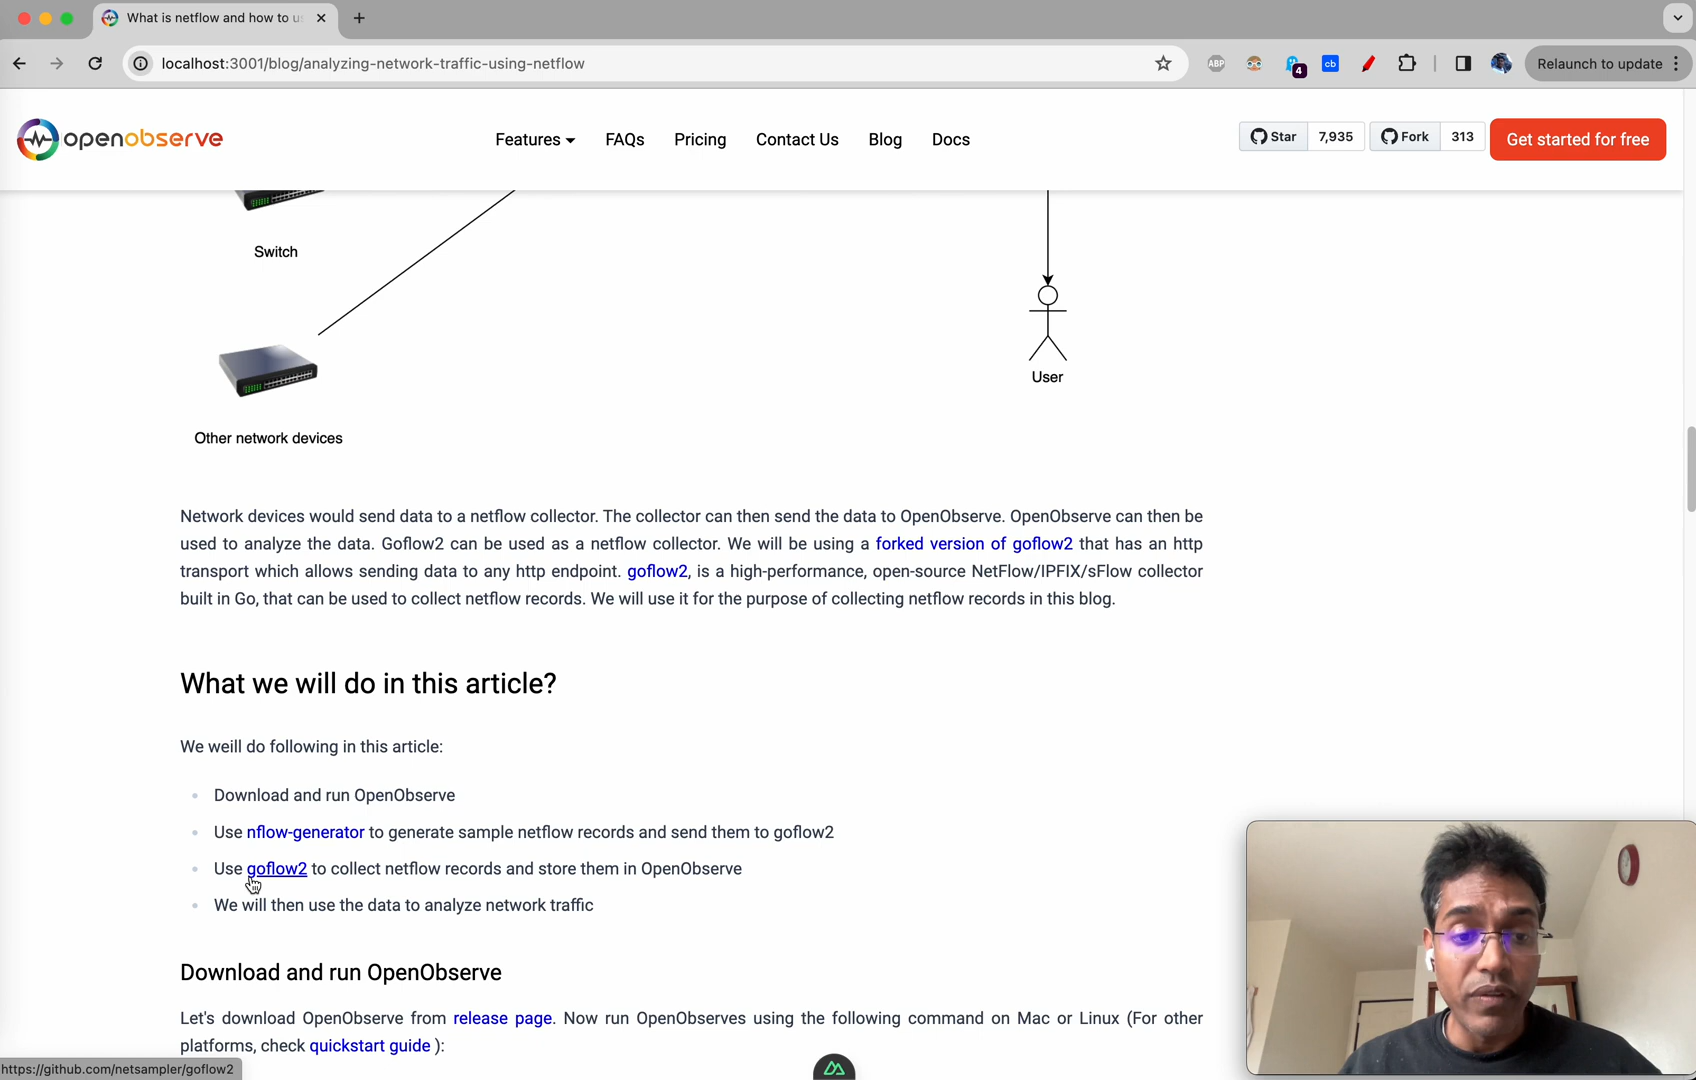 What is netflow and how to us
localhost:3001/blog/analyzing-network-traffic-using-netflow
ABP
4
cb
Relaunch to update
openobserve
Features
FAQs
Pricing
Contact Us
Blog
Docs
Star
7,935
Fork
313
Get started for free
Switch
User
Other network devices
Network devices would send data to a netflow collector. The collector can then send the data to OpenObserve. OpenObserve can then be
used to analyze the data. Goflow2 can be used as a netflow collector. We will be using a forked version of goflow2 that has an http
transport which allows sending data to any http endpoint. goflow2, is a high-performance, open-source NetFlow/IPFIX/sFlow collector
built in Go, that can be used to collect netflow records. We will use it for the purpose of collecting netflow records in this blog.
What we will do in this article?
We weill do following in this article:
Download and run OpenObserve
Use nflow-generator to generate sample netflow records and send them to goflow2
Use goflow2 to collect netflow records and store them in OpenObserve
We will then use the data to analyze network traffic
Download and run OpenObserve
Let's download OpenObserve from release page. Now run OpenObserves using the following command on Mac or Linux (For other
platforms, check quickstart guide ):
https://github.com/netsampler/goflow2